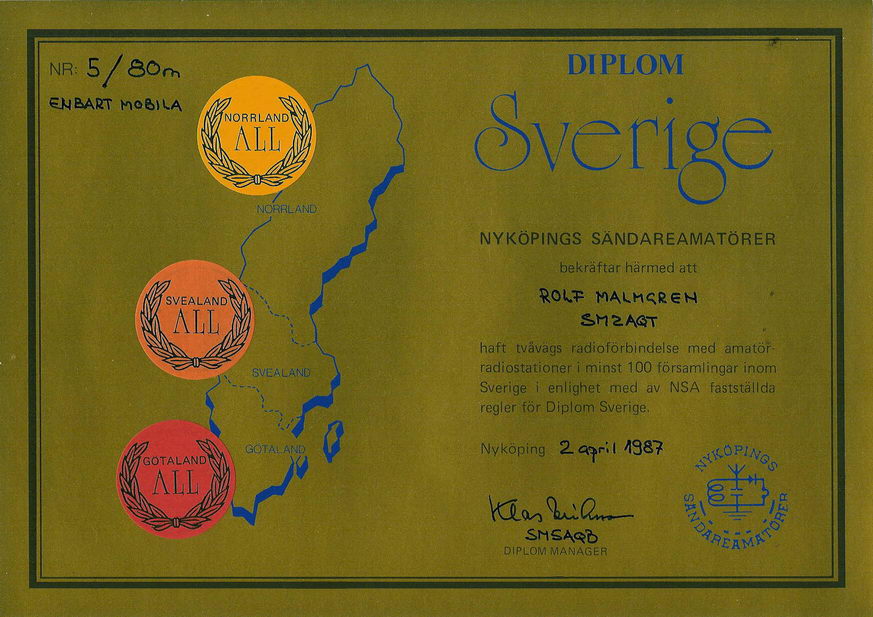 NR: 5/80m
ENBART MOBILA
NORRLAND
ALL
NORRLAND
SVEALAND
ALL
SVEALAND
GÖTALAND
ALL
GÖTALAND
DIPLOM
Sverige
NYKÖPINGS SÄNDAREAMATÖRER
bekräftar härmed att
ROLF MALMGREN
SM2AQT
haft tvåvägs radioförbindelse med amatör-
radiostationer i minst 100 församlingar inom
Sverige i enlighet med av NSA fastställda
regler för Diplom Sverige.
Nyköping 2 april 1987
Klas
SM5AQB
DIPLOM MANAGER
NYKÖPINGS
SÄNDAREAMATÖRER